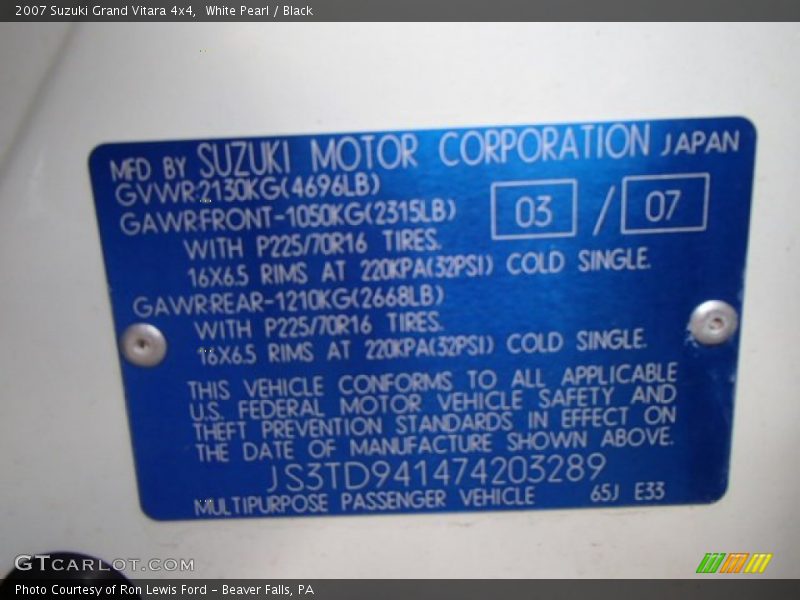 2007 Suzuki Grand Vitara 4x4,  White Pearl / Black
MFD BY SUZUKI MOTOR CORPORATION JAPAN
GVWR-2130KG(4696LB)
03 / 07
GAWR-FRONT-1050KG(2315LB)
WITH P225/70R16 TIRES.
16X6.5 RIMS AT 220KPA(32PSI) COLD SINGLE.
GAWR-REAR-1210KG(2668LB)
WITH P225/70R16 TIRES.
16X6.5 RIMS AT 220KPA(32PSI) COLD SINGLE.
THIS VEHICLE CONFORMS TO ALL APPLICABLE
U.S. FEDERAL MOTOR VEHICLE SAFETY AND
THEFT PREVENTION STANDARDS IN EFFECT ON
THE DATE OF MANUFACTURE SHOWN ABOVE.
JS3TD941474203289
MULTIPURPOSE PASSENGER VEHICLE 65J E33
GTCARLOT.COM
Photo Courtesy of Ron Lewis Ford - Beaver Falls, PA